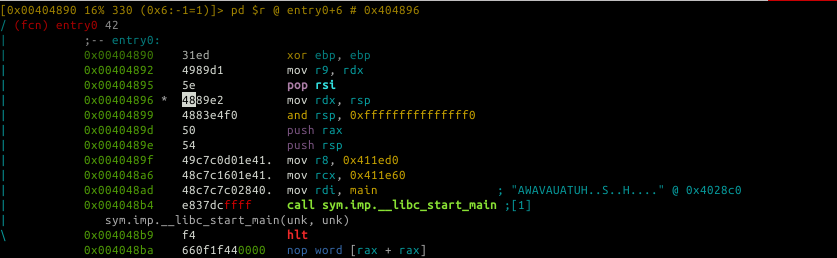 [0x00404890 16% 330 (0x6:-1=1)]> pd $r @ entry0+6 # 0x404896
/ (fcn) entry0 42
|          ;-- entry0:
|          0x00404890    31ed           xor ebp, ebp
|          0x00404892    4989d1         mov r9, rdx
|          0x00404895    5e             pop rsi
|          0x00404896 *  4889e2         mov rdx, rsp
|          0x00404899    4883e4f0       and rsp, 0xfffffffffffffff0
|          0x0040489d    50             push rax
|          0x0040489e    54             push rsp
|          0x0040489f    49c7c0d01e41.  mov r8, 0x411ed0
|          0x004048a6    48c7c1601e41.  mov rcx, 0x411e60
|          0x004048ad    48c7c7c02840.  mov rdi, main                 ; "AWAVAUATUH..S..H...." @ 0x4028c0
|          0x004048b4    e837dcffff     call sym.imp.__libc_start_main ;[1]
|             sym.imp.__libc_start_main(unk, unk)
\          0x004048b9    f4             hlt
           0x004048ba    660f1f440000   nop word [rax + rax]